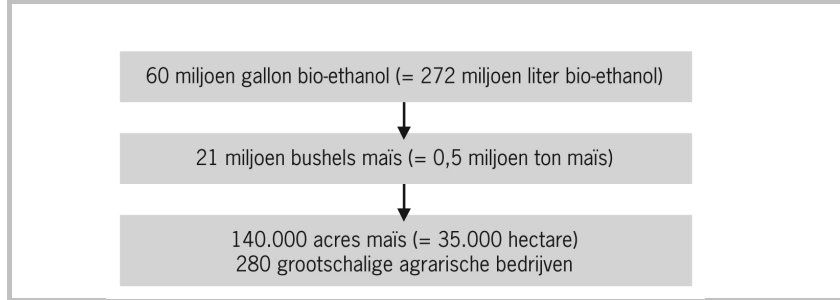 60 miljoen gallon bio-ethanol (= 272 miljoen liter bio-ethanol)
21 miljoen bushels maïs (= 0,5 miljoen ton maïs)
140.000 acres maïs (= 35.000 hectare)
280 grootschalige agrarische bedrijven